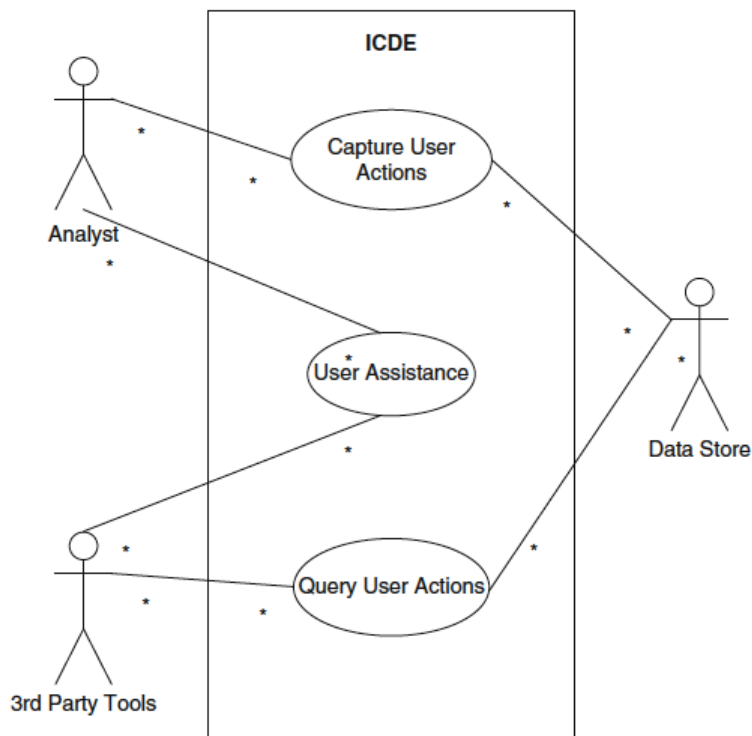 ICDE
Capture User
Actions
*
*
*
Analyst
*
*
*
*
User Assistance
Data Store
*
*
*
Query User Actions
*
*
3rd Party Tools